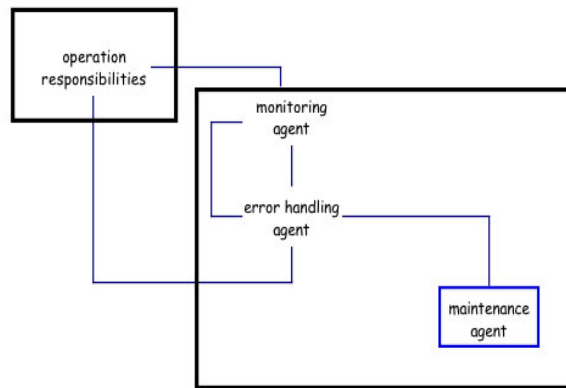 operation
responsibilities
monitoring
agent
error handling
agent
maintenance
agent